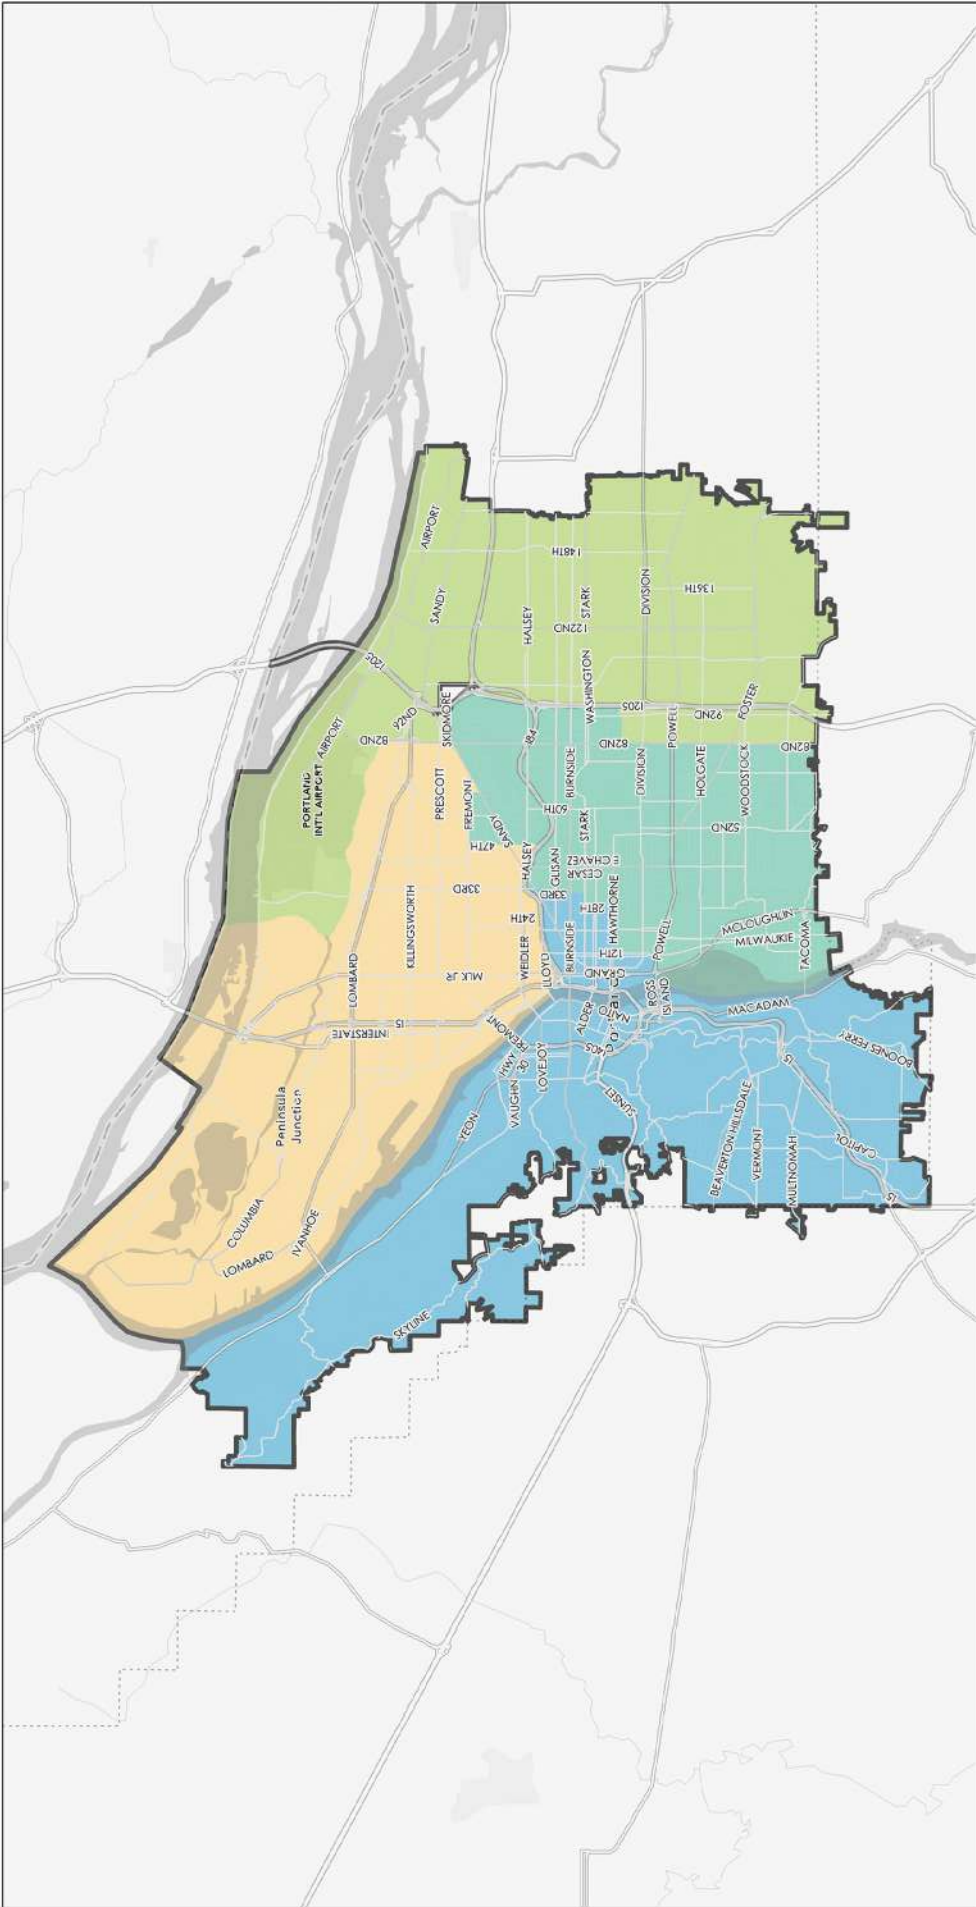 AIRPORT
SANDY
148TH
HALSEY
122ND
STARK
DIVISION
136TH
I205
WASHINGTON
92ND
SKIDMORE
I205
POWELL
92ND
FOSTER
PORTLAND
INT'L AIRPORT
AIRPORT
82ND
I84
82ND
82ND
BURNSIDE
DIVISION
HOLGATE
WOODSTOCK
PRESCOTT
FREMONT
60TH
STARK
52ND
SANDY
47TH
HALSEY
GLISAN
CESAR
E CHAVEZ
33RD
33RD
28TH
HAWTHORNE
KILLINGSWORTH
24TH
12TH
BURNSIDE
POWELL
MCLOUGHLIN
MILWAUKIE
TACOMA
LOMBARD
MLK JR
WEIDLER
LLOYD
GRAND
ROSS
ISLAND
MACADAM
INTERSTATE
I5
FREMONT
ALDER
NAITO
I405
HWY
30
VAUGHN
LOVEJOY
YEON
SUNSET
I5
BOONES FERRY
Peninsula
Junction
BEAVERTON HILLSDALE
VERMONT
MULTNOMAH
CAPITOL
I5
COLUMBIA
LOMBARD
IVANHOE
SKYLINE